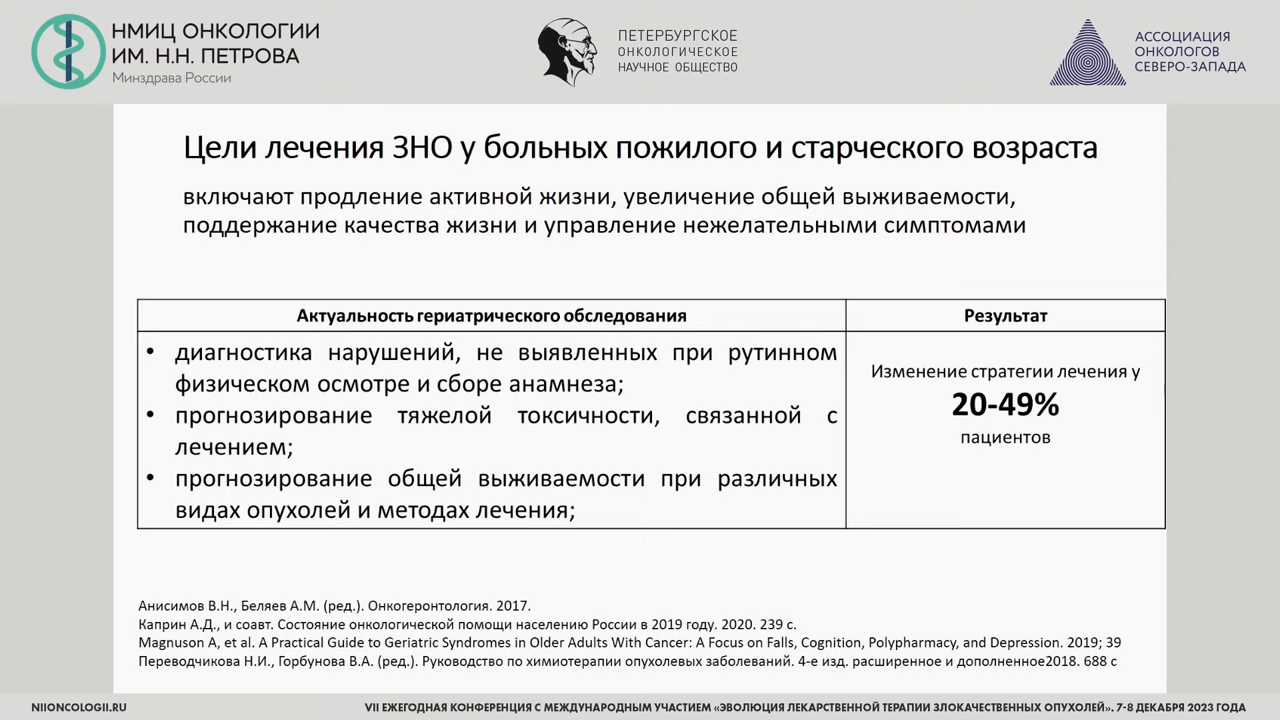 НМИЦ ОНКОЛОГИИ
ИМ. Н.Н. ПЕТРОВА
Минздрава России
ПЕТЕРБУРГСКОЕ
ОНКОЛОГИЧЕСКОЕ
НАУЧНОЕ ОБЩЕСТВО
АССОЦИАЦИЯ
ОНКОЛОГОВ
СЕВЕРО-ЗАПАДА
Цели лечения ЗНО у больных пожилого и старческого возраста
включают продление активной жизни, увеличение общей выживаемости,
поддержание качества жизни и управление нежелательными симптомами
Актуальность гериатрического обследования
Результат
• диагностика нарушений, не выявленных при рутинном
физическом осмотре и сборе анамнеза;
• прогнозирование тяжелой токсичности, связанной с
лечением;
• прогнозирование общей выживаемости при различных
видах опухолей и методах лечения;
Изменение стратегии лечения у
20-49%
пациентов
Анисимов В.Н., Беляев А.М. (ред.). Онкогеронтология. 2017.
Каприн А.Д., и соавт. Состояние онкологической помощи населению России в 2019 году. 2020. 239 с.
Magnuson A, et al. A Practical Guide to Geriatric Syndromes in Older Adults With Cancer: A Focus on Falls, Cognition, Polypharmacy, and Depression. 2019; 39
Переводчикова Н.И., Горбунова В.А. (ред.). Руководство по химиотерапии опухолевых заболеваний. 4-е изд. расширенное и дополненное2018. 688 с
NIIONCOLOGII.RU
VII ЕЖЕГОДНАЯ КОНФЕРЕНЦИЯ С МЕЖДУНАРОДНЫМ УЧАСТИЕМ «ЭВОЛЮЦИЯ ЛЕКАРСТВЕННОЙ ТЕРАПИИ ЗЛОКАЧЕСТВЕННЫХ ОПУХОЛЕЙ». 7-8 ДЕКАБРЯ 2023 ГОДА